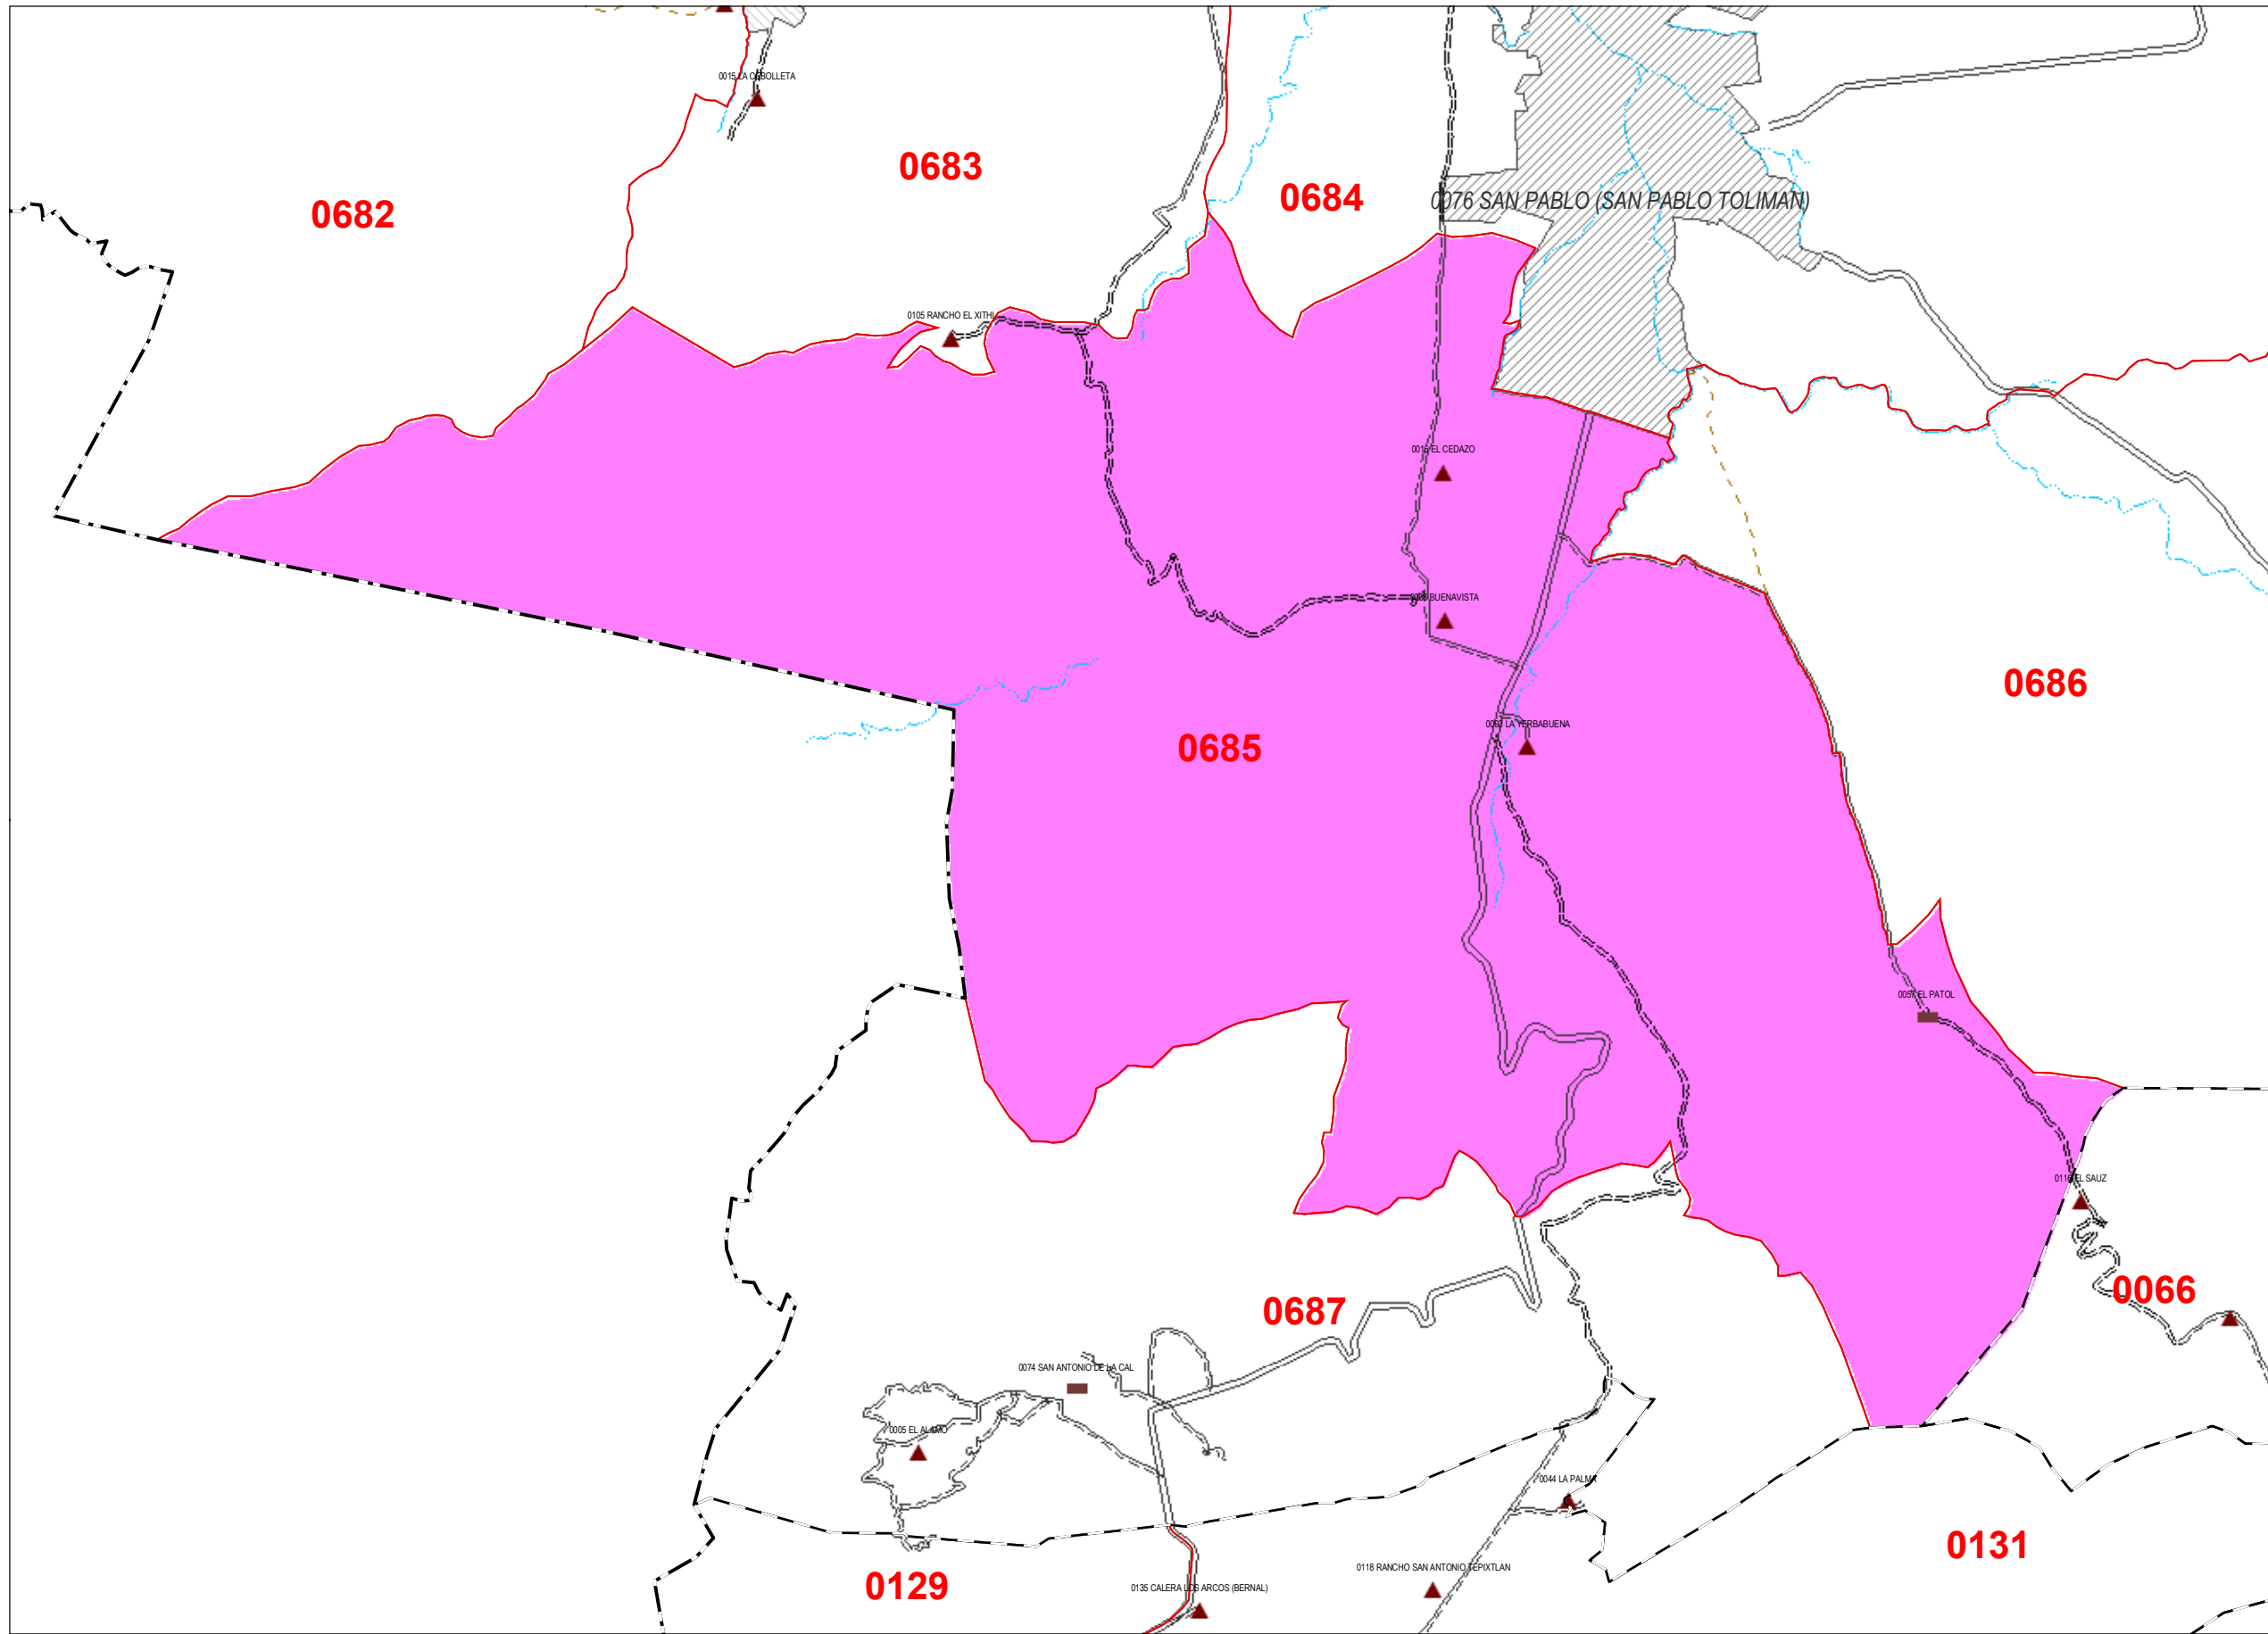 0015 LA CEBOLLETA
0683
0684
0682
0076 SAN PABLO (SAN PABLO TOLIMAN)
0105 RANCHO EL XITHI
EL CEDAZO
BUENAVISTA
0686
LA YERBABUENA
0685
0057 EL PATOL
0116 EL SAUZ
0066
0687
0074 SAN ANTONIO DE LA CAL
0005 EL ALAMO
0044 LA PALMA
0131
0118 RANCHO SAN ANTONIO TEPIXTLAN
0129
0135 CALERA LOS ARCOS (BERNAL)